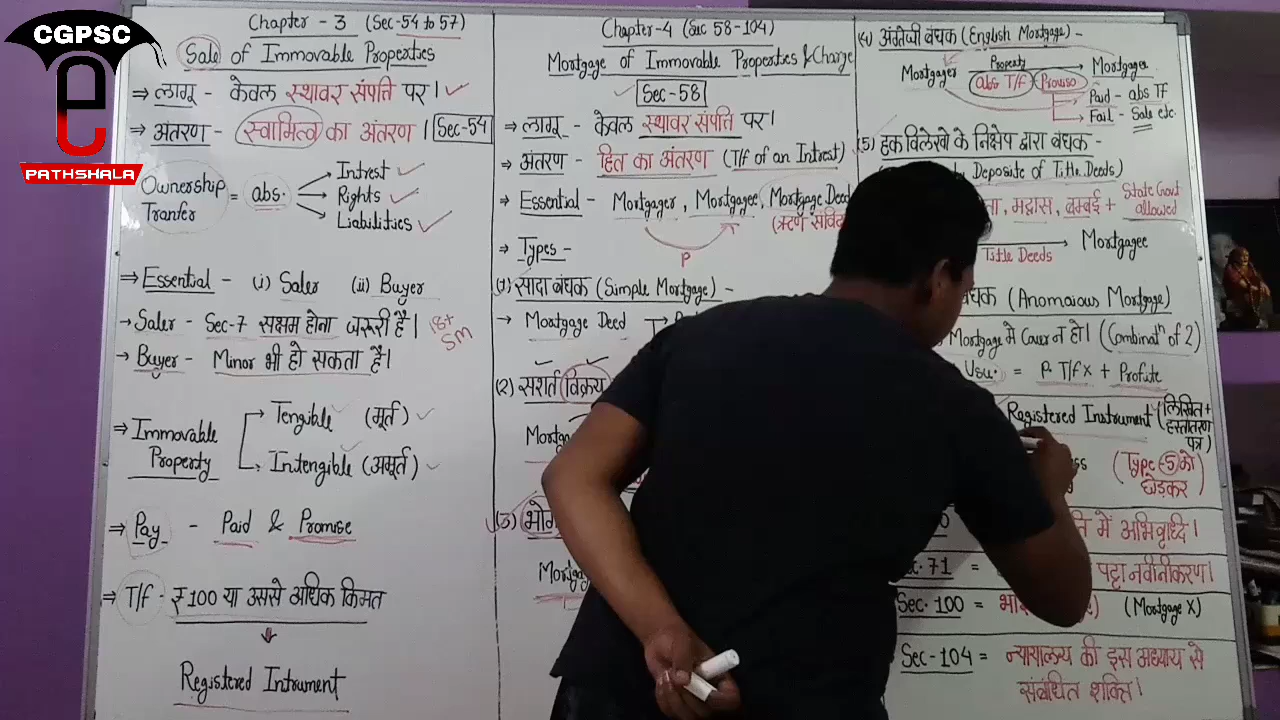 CGPSC
PATHSHALA
Chapter - 3 (Sec-54 to 57)
Sale of Immovable Properties
⇒ लागू - केवल स्थावर संपति पर।
⇒ अंतरण - स्वामित्व का अंतरण। Sec-54
Ownership Tranfer = abs.
Intrest
Rights
Liabilities
→ Essential - (i) Saler (ii) Buyer
→ Saler - Sec-7 सक्षम होना जरूरी है। 18+ SM
→ Buyer - Minor भी हो सकता है।
⇒ Immovable Property
Tengible (मूर्त)
Intengible (अमूर्त)
⇒ Pay - Paid & Promise
⇒ T/f - ₹100 या उससे अधिक किमत
Registered Intrument
Chapter-4 (Sec 58-104)
Mortgage of Immovable Properties & Charge
Sec-58
⇒ लागू - केवल स्थावर संपति पर।
⇒ अंतरण - हित का अंतरण (T/f of an Intrest)
⇒ Essential - Mortgager, Mortgagee, Mortgage Deed
P
⇒ Types -
(1) सादा बंधक (Simple Mortgage) -
→ Mortgage Deed
(2) सशर्त विक्रय
(3)
(4) अंग्रेजी बंधक (English Mortgage) -
Mortgager Property Mortgagee
abs T/f Proviso
Paid - abs TF
Fail - Sale etc.
(5) हक विलेखो के निक्षेप द्वारा बंधक -
Deposite of Title Deeds)
मद्रास, बम्बई + State Govt allowed
Title Deeds → Mortgagee
बंधक (Anomaious Mortgage)
Mortgage में Cover न हो। (Combinatⁿ of 2)
Usu. = P. T/f X + Profite
Registered Instrument (लिखित + हस्तांतरण पत्र)
(Type-5 को छोड़कर)
में अभिवृध्दि।
71 = पट्टा नवीनीकरण।
Sec. 100 = (Mortgage X)
Sec-104 = न्यायालय की इस अध्याय से
संबंधित शक्ति।